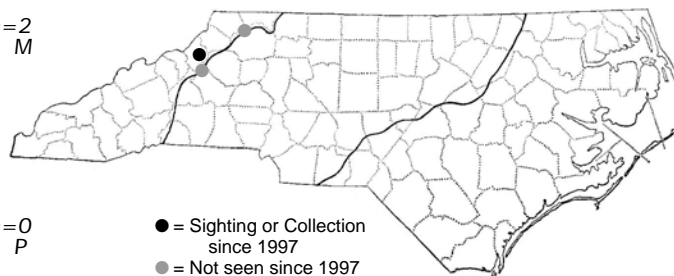 =2
M
=0
P
● = Sighting or Collection
since 1997
● = Not seen since 1997